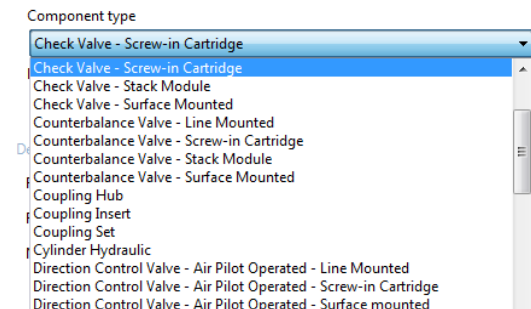 Component type
Check Valve - Screw-in Cartridge
Check Valve - Screw-in Cartridge
Check Valve - Stack Module
Check Valve - Surface Mounted
Counterbalance Valve - Line Mounted
Counterbalance Valve - Screw-in Cartridge
Counterbalance Valve - Stack Module
Counterbalance Valve - Surface Mounted
Coupling Hub
Coupling Insert
Coupling Set
Cylinder Hydraulic
Direction Control Valve - Air Pilot Operated - Line Mounted
Direction Control Valve - Air Pilot Operated - Screw-in Cartridge
Direction Control Valve - Air Pilot Operated - Surface mounted